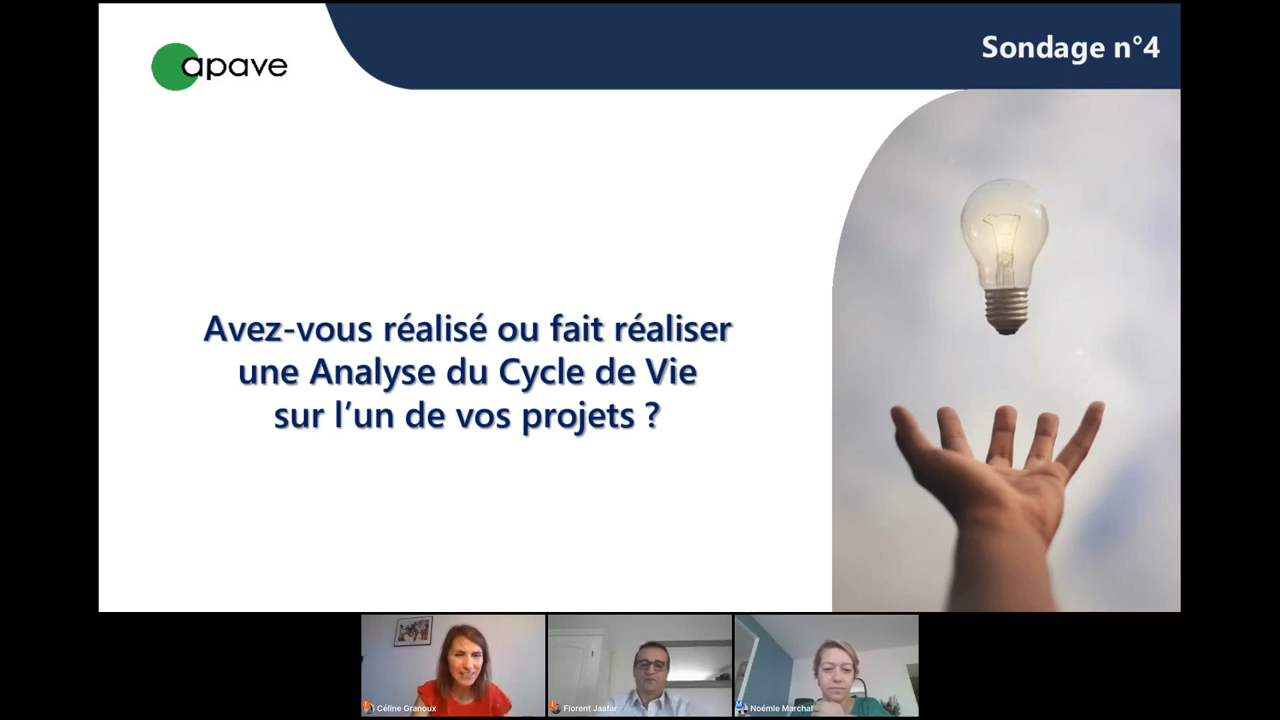 apave
Sondage n°4
Avez-vous réalisé ou fait réaliser
une Analyse du Cycle de Vie
sur l’un de vos projets ?
Céline Granoux
Florent Jaafar
Noémie Marchal